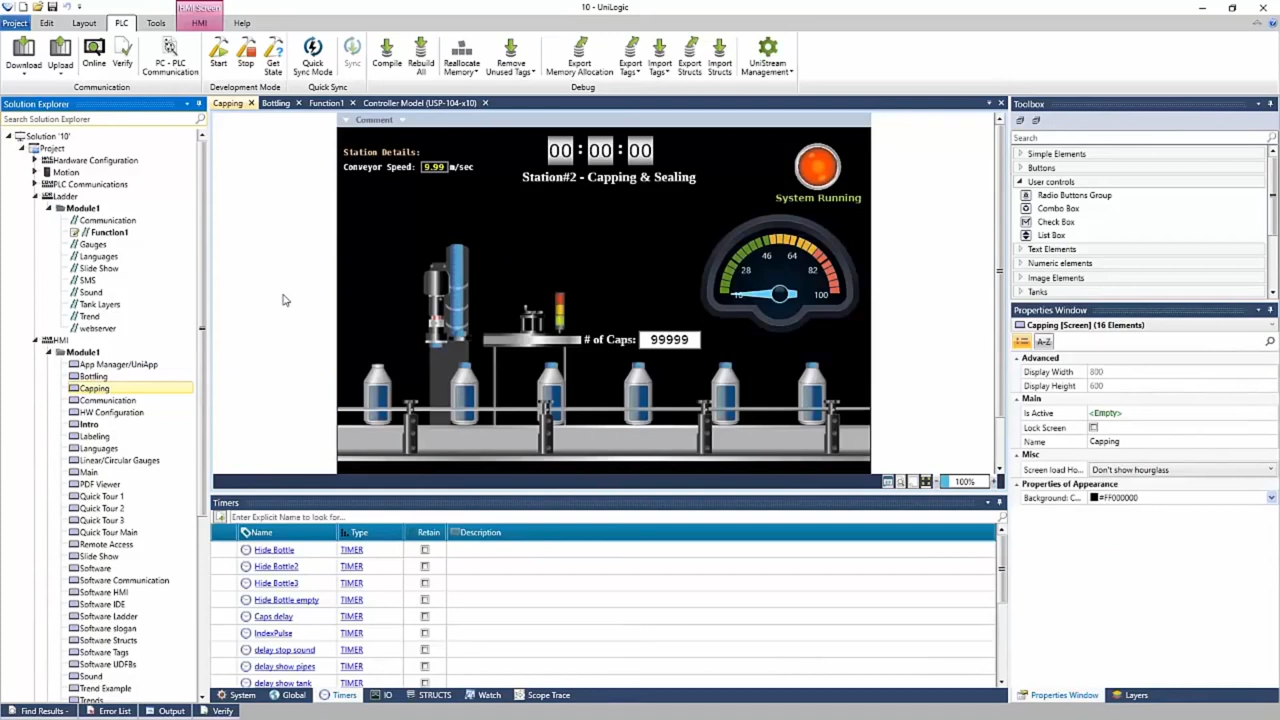 10 - UniLogic
HMI Screen
Project Edit Layout PLC Tools HMI Help
Download Upload Online Verify PC - PLC Communication Start Stop Get State Quick Sync Mode Sync Compile Rebuild All Reallocate Memory Remove Unused Tags Export Memory Allocation Export Tags Import Tags Export Structs Import Structs UniStream Management
Communication Development Mode Quick Sync Debug
Solution Explorer
Search Solution Explorer
Solution '10'
Project
Hardware Configuration
Motion
PLC Communications
Ladder
Module1
Communication
Function1
Gauges
Languages
Slide Show
SMS
Sound
Tank Layers
Trend
webserver
HMI
Module1
App Manager/UniApp
Bottling
Capping
Communication
HW Configuration
Intro
Labeling
Languages
Linear/Circular Gauges
Main
PDF Viewer
Quick Tour 1
Quick Tour 2
Quick Tour 3
Quick Tour Main
Remote Access
Slide Show
Software
Software Communication
Software HMI
Software IDE
Software Ladder
Software slogan
Software Structs
Software Tags
Software UDFBs
Sound
Trend Example
Trends
Capping Bottling Function1 Controller Model (USP-104-x10)
Comment
Station Details:
Conveyor Speed: 9.99 m/sec
00 : 00 : 00
Station#2 - Capping & Sealing
System Running
28 46 64 82 100
# of Caps: 99999
100%
Timers
Enter Explicit Name to look for...
Name Type Retain Description
Hide Bottle TIMER
Hide Bottle2 TIMER
Hide Bottle3 TIMER
Hide Bottle empty TIMER
Caps delay TIMER
IndexPulse TIMER
delay stop sound TIMER
delay show pipes TIMER
delay show tank TIMER
System Global Timers IO STRUCTS Watch Scope Trace
Toolbox
Search
Simple Elements
Buttons
User controls
Radio Buttons Group
Combo Box
Check Box
List Box
Text Elements
Numeric elements
Image Elements
Tanks
Properties Window
Capping [Screen] (16 Elements)
A-Z
Advanced
Display Width 800
Display Height 600
Main
Is Active <Empty>
Lock Screen
Name Capping
Misc
Screen load Ho... Don't show hourglass
Properties of Appearance
Background: C... #FF000000
Properties Window Layers
Find Results - Error List Output Verify